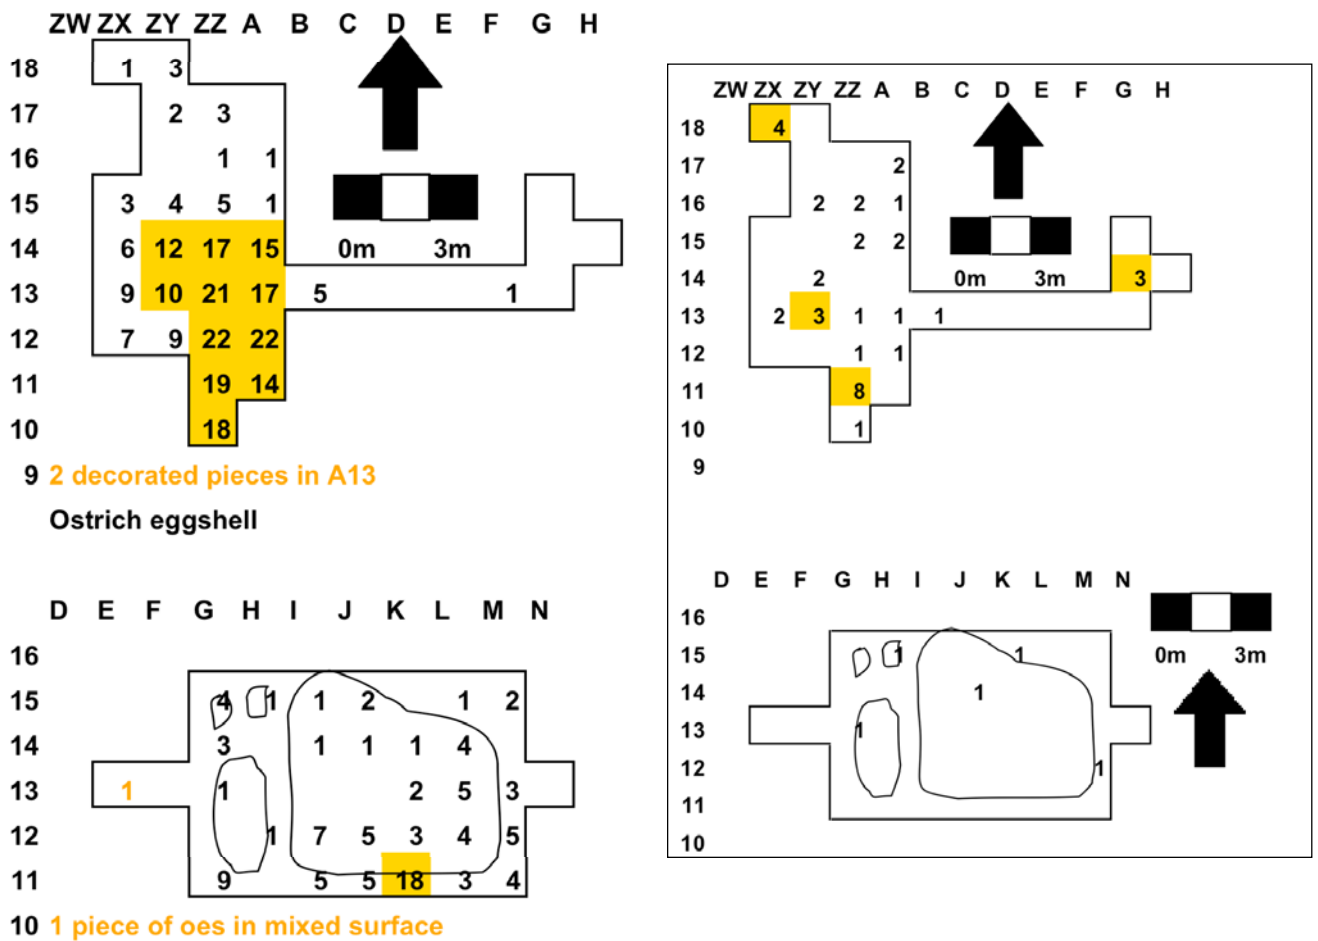 ZW ZX ZY ZZ A B C D E F G H
18 1 3
17 2 3
16 1 1
15 3 4 5 1
14 6 12 17 15 0m 3m
13 9 10 21 17 5 1
12 7 9 22 22
11 19 14
10 18
9 2 decorated pieces in A13
Ostrich eggshell
D E F G H I J K L M N
16
15 4 1 1 2 1 2
14 3 1 1 1 4
13 1 1 2 5 3
12 1 7 5 3 4 5
11 9 5 5 18 3 4
10 1 piece of oes in mixed surface
ZW ZX ZY ZZ A B C D E F G H
18 4
17 2
16 2 2 1
15 2 2
14 2 0m 3m 3
13 2 3 1 1 1
12 1 1
11 8
10 1
9
D E F G H I J K L M N
16
15 1 1 0m 3m
14 1
13 1
12 1
11
10